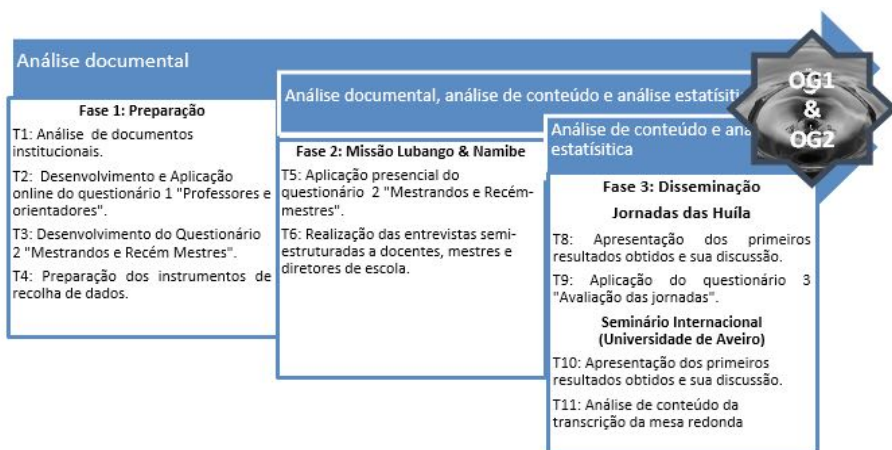 Análise documental
Fase 1: Preparação
T1: Análise de documentos
institucionais.
T2: Desenvolvimento e Aplicação
online do questionário 1 "Professores e
orientadores".
T3: Desenvolvimento do Questionário
2 "Mestrandos e Recém Mestres".
T4: Preparação dos instrumentos de
recolha de dados.
Análise documental, análise de conteúdo e análise
Fase 2: Missão Lubango & Namibe
T5: Aplicação presencial do
questionário 2 "Mestrandos e Recém-
mestres".
T6: Realização das entrevistas semi-
estruturadas a docentes, mestres e
diretores de escola.
Análise de conteúdo e
estatísitica
Fase 3: Disseminação
Jornadas das Huíla
T8: Apresentação dos primeiros
resultados obtidos e sua discussão.
T9: Aplicação do questionário 3
"Avaliação das jornadas".
Seminário Internacional
(Universidade de Aveiro)
T10: Apresentação dos primeiros
resultados obtidos e sua discussão.
T11: Análise de conteúdo da
transcrição da mesa redonda
OG1
&
OG2